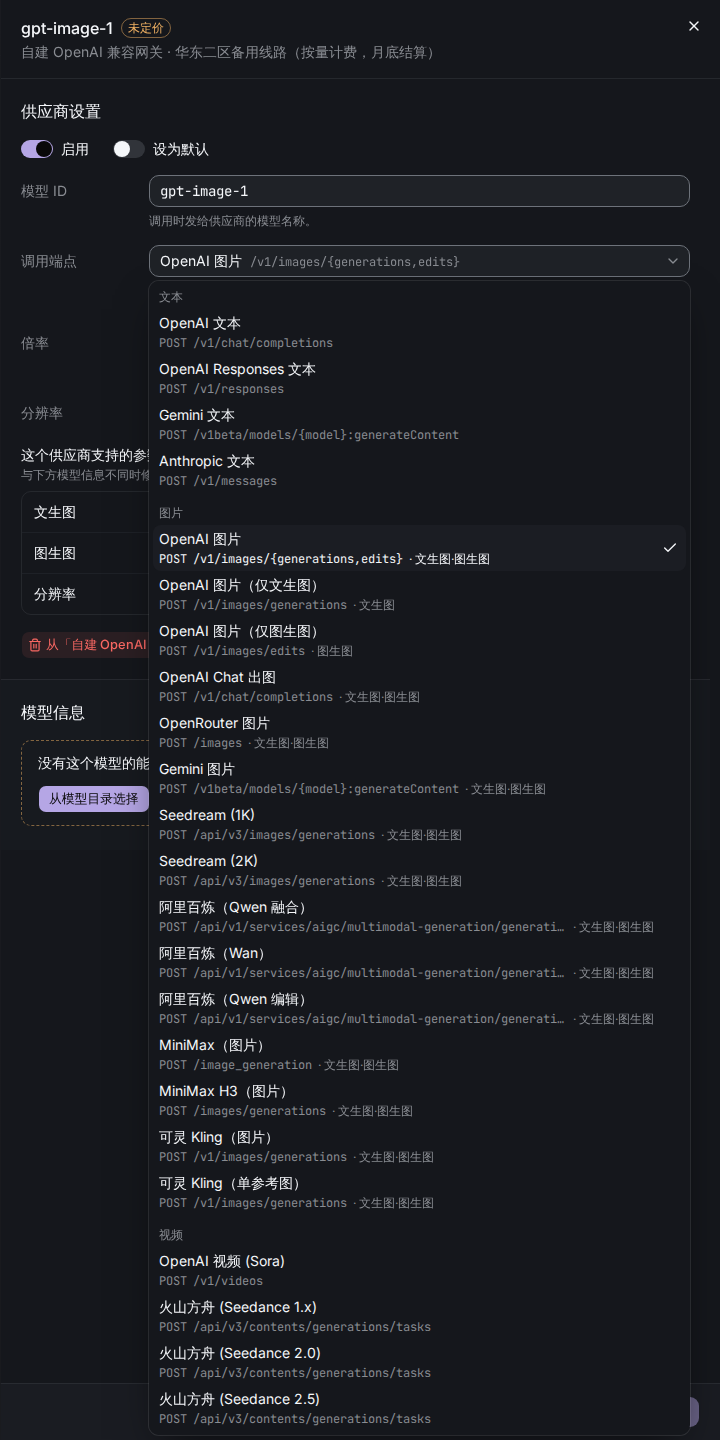 gpt-image-1 未定价
自建 OpenAI 兼容网关 · 华东二区备用线路（按量计费，月底结算）
供应商设置
启用 设为默认
模型 ID gpt-image-1
调用时发给供应商的模型名称。
调用端点 OpenAI 图片 /v1/images/{generations,edits}
文本
OpenAI 文本
POST /v1/chat/completions
倍率
OpenAI Responses 文本
POST /v1/responses
分辨率
Gemini 文本
POST /v1beta/models/{model}:generateContent
这个供应商支持的参
Anthropic 文本
与下方模型信息不同时修
POST /v1/messages
文生图
图片
图生图
OpenAI 图片
POST /v1/images/{generations,edits} · 文生图·图生图
分辨率
OpenAI 图片（仅文生图）
POST /v1/images/generations · 文生图
OpenAI 图片（仅图生图）
从「自建 OpenAI
POST /v1/images/edits · 图生图
OpenAI Chat 出图
POST /v1/chat/completions · 文生图·图生图
模型信息
OpenRouter 图片
POST /images · 文生图·图生图
没有这个模型的能
Gemini 图片
POST /v1beta/models/{model}:generateContent · 文生图·图生图
从模型目录选择
Seedream (1K)
POST /api/v3/images/generations · 文生图·图生图
Seedream (2K)
POST /api/v3/images/generations · 文生图·图生图
阿里百炼（Qwen 融合）
POST /api/v1/services/aigc/multimodal-generation/generati… · 文生图·图生图
阿里百炼（Wan）
POST /api/v1/services/aigc/multimodal-generation/generati… · 文生图·图生图
阿里百炼（Qwen 编辑）
POST /api/v1/services/aigc/multimodal-generation/generati… · 文生图·图生图
MiniMax（图片）
POST /image_generation · 文生图·图生图
MiniMax H3（图片）
POST /images/generations · 文生图·图生图
可灵 Kling（图片）
POST /v1/images/generations · 文生图·图生图
可灵 Kling（单参考图）
POST /v1/images/generations · 文生图·图生图
视频
OpenAI 视频 (Sora)
POST /v1/videos
火山方舟 (Seedance 1.x)
POST /api/v3/contents/generations/tasks
火山方舟 (Seedance 2.0)
POST /api/v3/contents/generations/tasks
火山方舟 (Seedance 2.5)
POST /api/v3/contents/generations/tasks